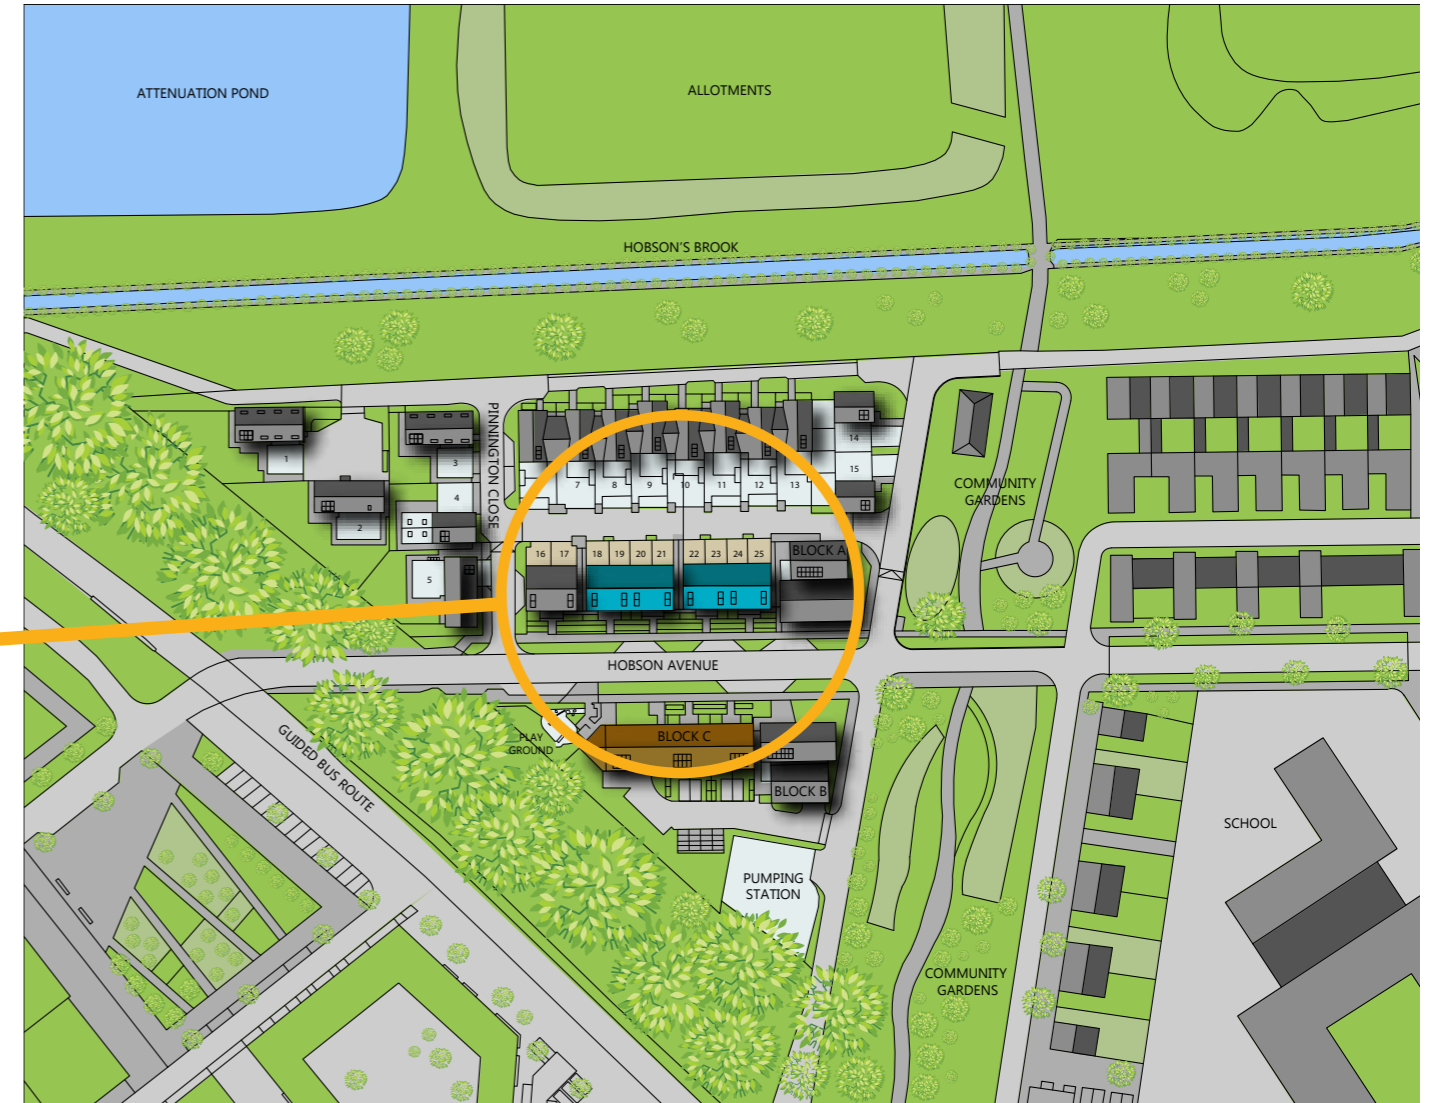 ATTENUATION POND
ALLOTMENTS
HOBSON'S BROOK
PINNINGTON CLOSE
1
2
3
4
5
7
8
9
10
11
12
13
14
15
COMMUNITY
GARDENS
16
17
18
19
20
21
22
23
24
25
BLOCK A
HOBSON AVENUE
GUIDED BUS ROUTE
PLAY
GROUND
BLOCK C
BLOCK B
PUMPING
STATION
SCHOOL
COMMUNITY
GARDENS